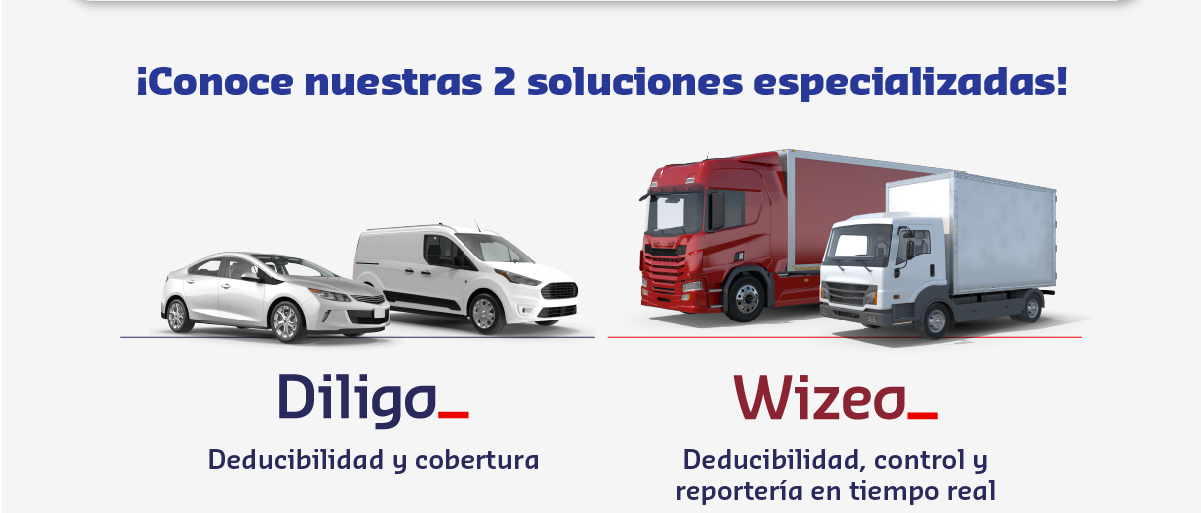 ¡Conoce nuestras 2 soluciones especializadas!
Diligo_
Deducibilidad y cobertura
Wizeo_
Deducibilidad, control y
reportería en tiempo real